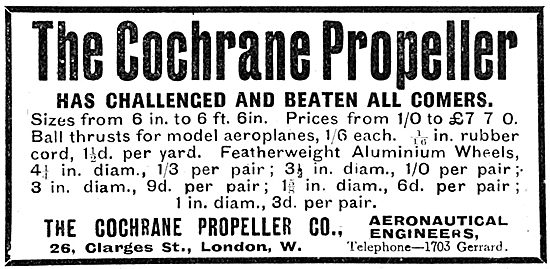 The Cochrane Propeller
HAS CHALLENGED AND BEATEN ALL COMERS.
Sizes from 6 in. to 6 ft. 6in. Prices from 1/0 to £7 7 0.
Ball thrusts for model aeroplanes, 1/6 each. 1/16 in. rubber
cord, 1½d. per yard. Featherweight Aluminium Wheels,
in. diam., 1/3 per pair; 3½ in. diam., 1/0 per pair;
3 in. diam., 9d. per pair; in. diam., 6d. per pair;
1 in. diam., 3d. per pair.
THE COCHRANE PROPELLER CO., AERONAUTICAL ENGINEERS,
26, Clarges St., London, W. Telephone—1703 Gerrard.